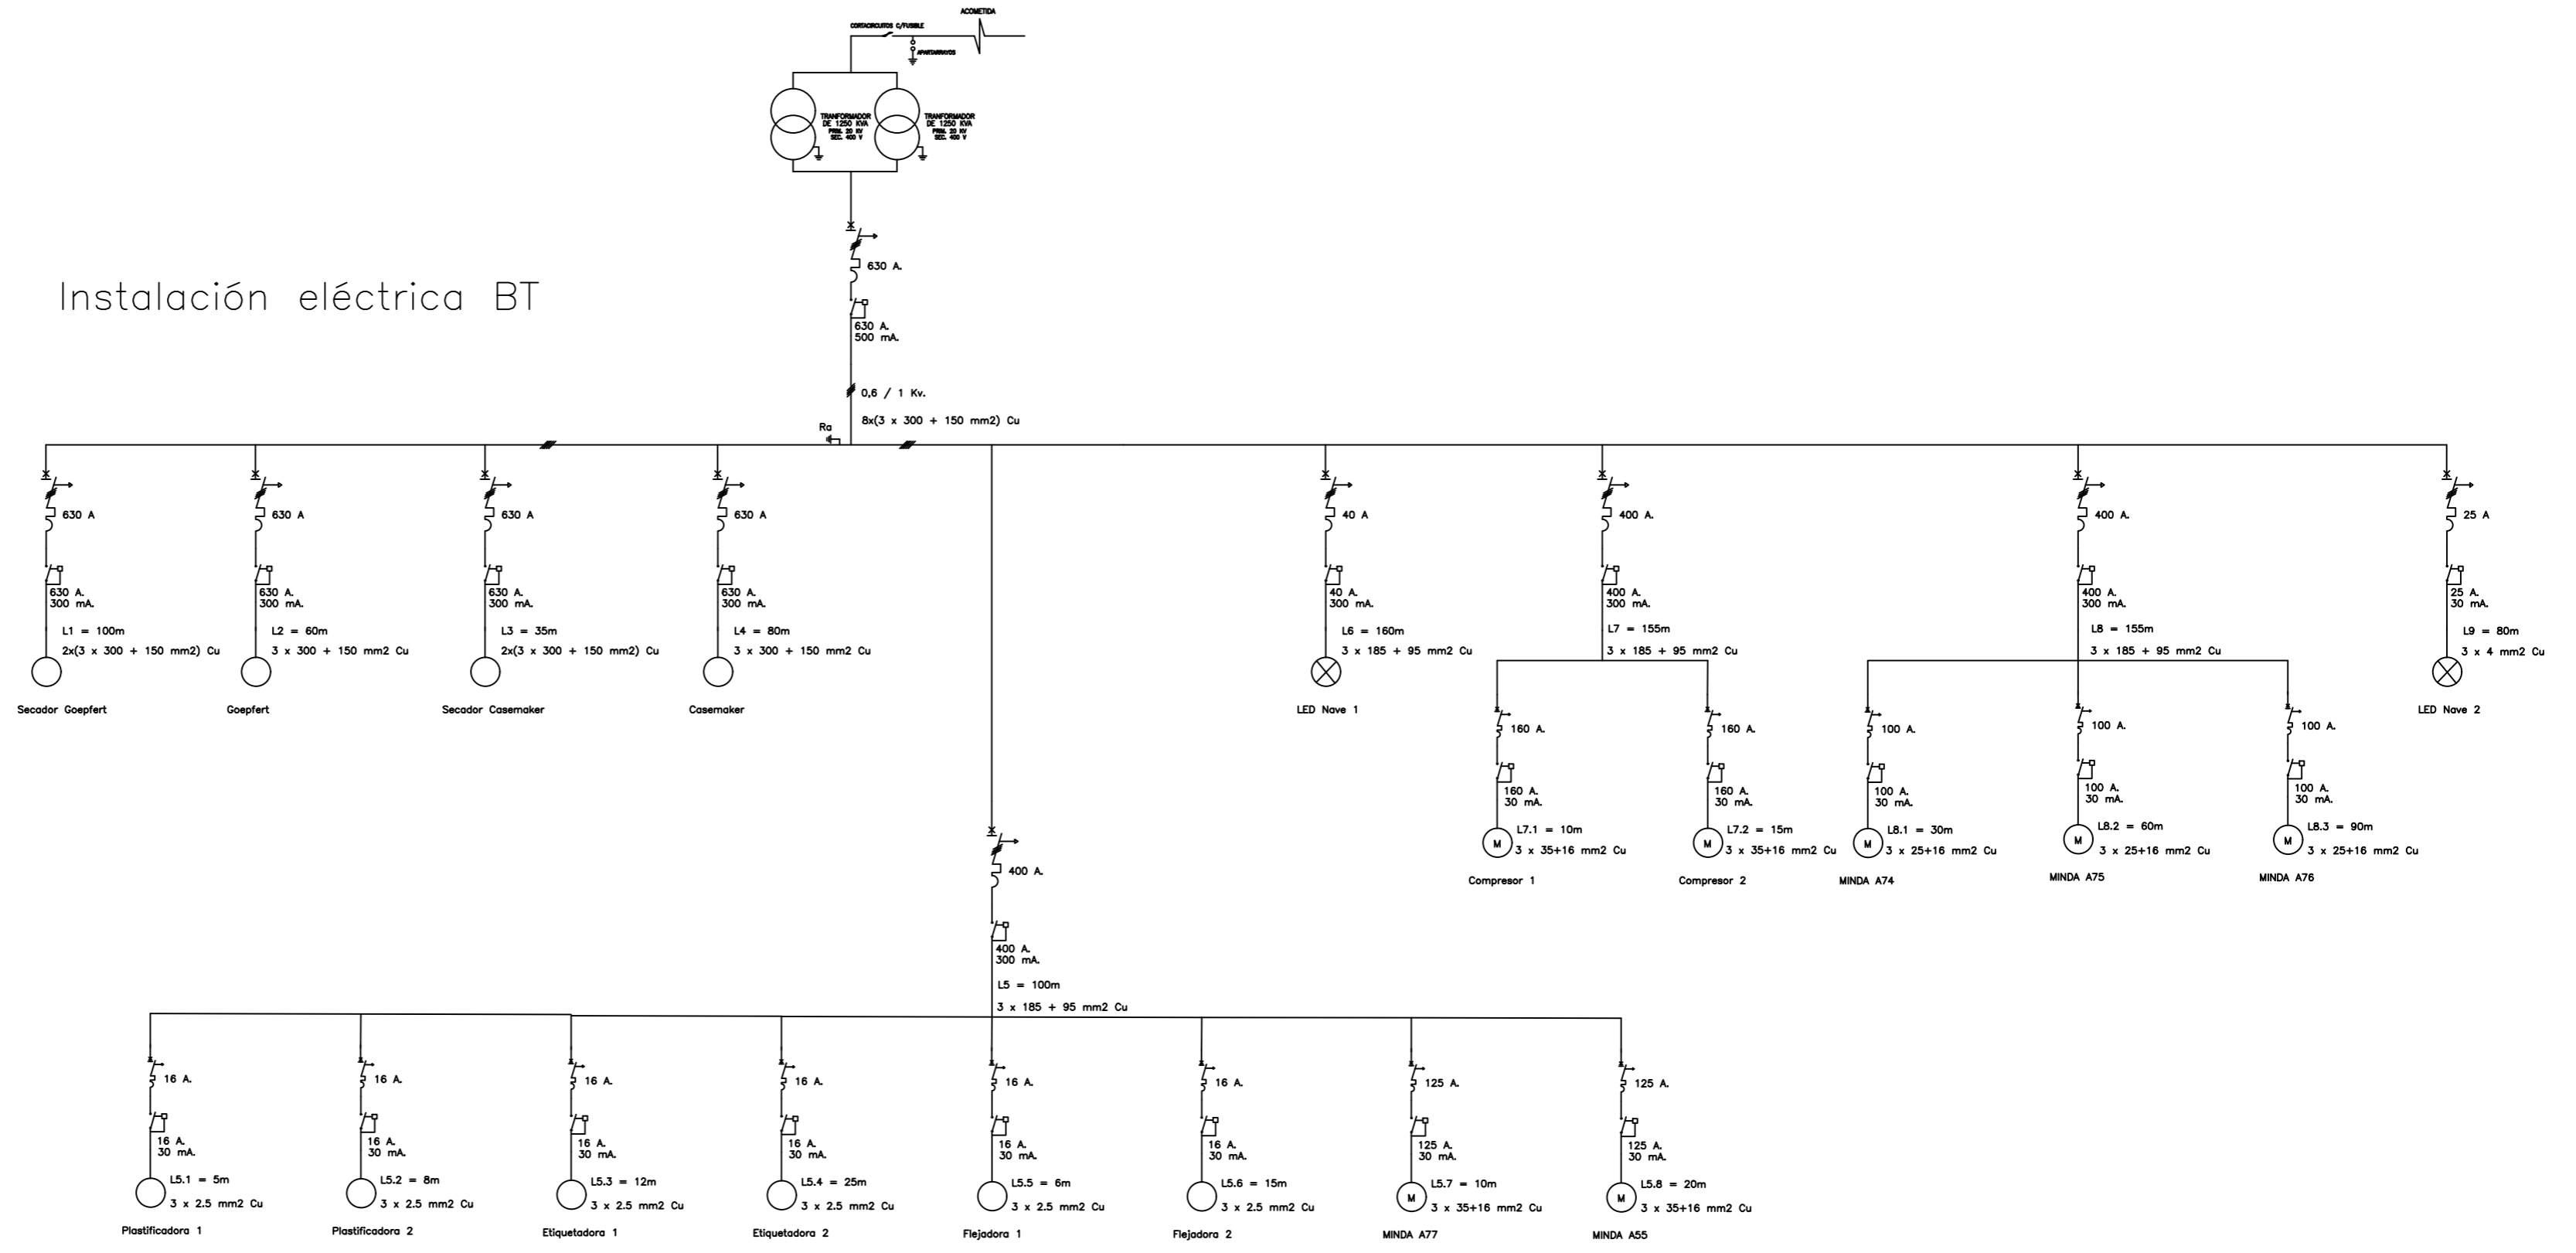 ACOMETIDA
CORTACIRCUITOS C/FUSIBLE
APARTARRAYOS
TRANFORMADOR
DE 1250 KVA
PRIM. 20 KV
SEC. 400 V
TRANFORMADOR
DE 1250 KVA
PRIM. 20 KV
SEC. 400 V
630 A.
Instalación eléctrica BT
630 A.
500 mA.
0,6 / 1 Kv.
8x(3 x 300 + 150 mm2) Cu
Ra
630 A
630 A.
300 mA.
L1 = 100m
2x(3 x 300 + 150 mm2) Cu
Secador Goepfert
630 A
630 A.
300 mA.
L2 = 60m
3 x 300 + 150 mm2 Cu
Goepfert
630 A
630 A.
300 mA.
L3 = 35m
2x(3 x 300 + 150 mm2) Cu
Secador Casemaker
630 A
630 A.
300 mA.
L4 = 80m
3 x 300 + 150 mm2 Cu
Casemaker
40 A
40 A.
300 mA.
L6 = 160m
3 x 185 + 95 mm2 Cu
LED Nave 1
400 A.
400 A.
300 mA.
L7 = 155m
3 x 185 + 95 mm2 Cu
160 A.
160 A.
30 mA.
L7.1 = 10m
3 x 35+16 mm2 Cu
M
Compresor 1
160 A.
160 A.
30 mA.
L7.2 = 15m
3 x 35+16 mm2 Cu
M
Compresor 2
400 A.
400 A.
300 mA.
L8 = 155m
3 x 185 + 95 mm2 Cu
100 A.
100 A.
30 mA.
L8.1 = 30m
3 x 25+16 mm2 Cu
M
MINDA A74
100 A.
100 A.
30 mA.
L8.2 = 60m
3 x 25+16 mm2 Cu
M
MINDA A75
100 A.
100 A.
30 mA.
L8.3 = 90m
3 x 25+16 mm2 Cu
M
MINDA A76
25 A
25 A.
30 mA.
L9 = 80m
3 x 4 mm2 Cu
LED Nave 2
400 A.
400 A.
300 mA.
L5 = 100m
3 x 185 + 95 mm2 Cu
16 A.
16 A.
30 mA.
L5.1 = 5m
3 x 2.5 mm2 Cu
Plastificadora 1
16 A.
16 A.
30 mA.
L5.2 = 8m
3 x 2.5 mm2 Cu
Plastificadora 2
16 A.
16 A.
30 mA.
L5.3 = 12m
3 x 2.5 mm2 Cu
Etiquetadora 1
16 A.
16 A.
30 mA.
L5.4 = 25m
3 x 2.5 mm2 Cu
Etiquetadora 2
16 A.
16 A.
30 mA.
L5.5 = 6m
3 x 2.5 mm2 Cu
Flejadora 1
16 A.
16 A.
30 mA.
L5.6 = 15m
3 x 2.5 mm2 Cu
Flejadora 2
125 A.
125 A.
30 mA.
L5.7 = 10m
3 x 35+16 mm2 Cu
M
MINDA A77
125 A.
125 A.
30 mA.
L5.8 = 20m
3 x 35+16 mm2 Cu
M
MINDA A55